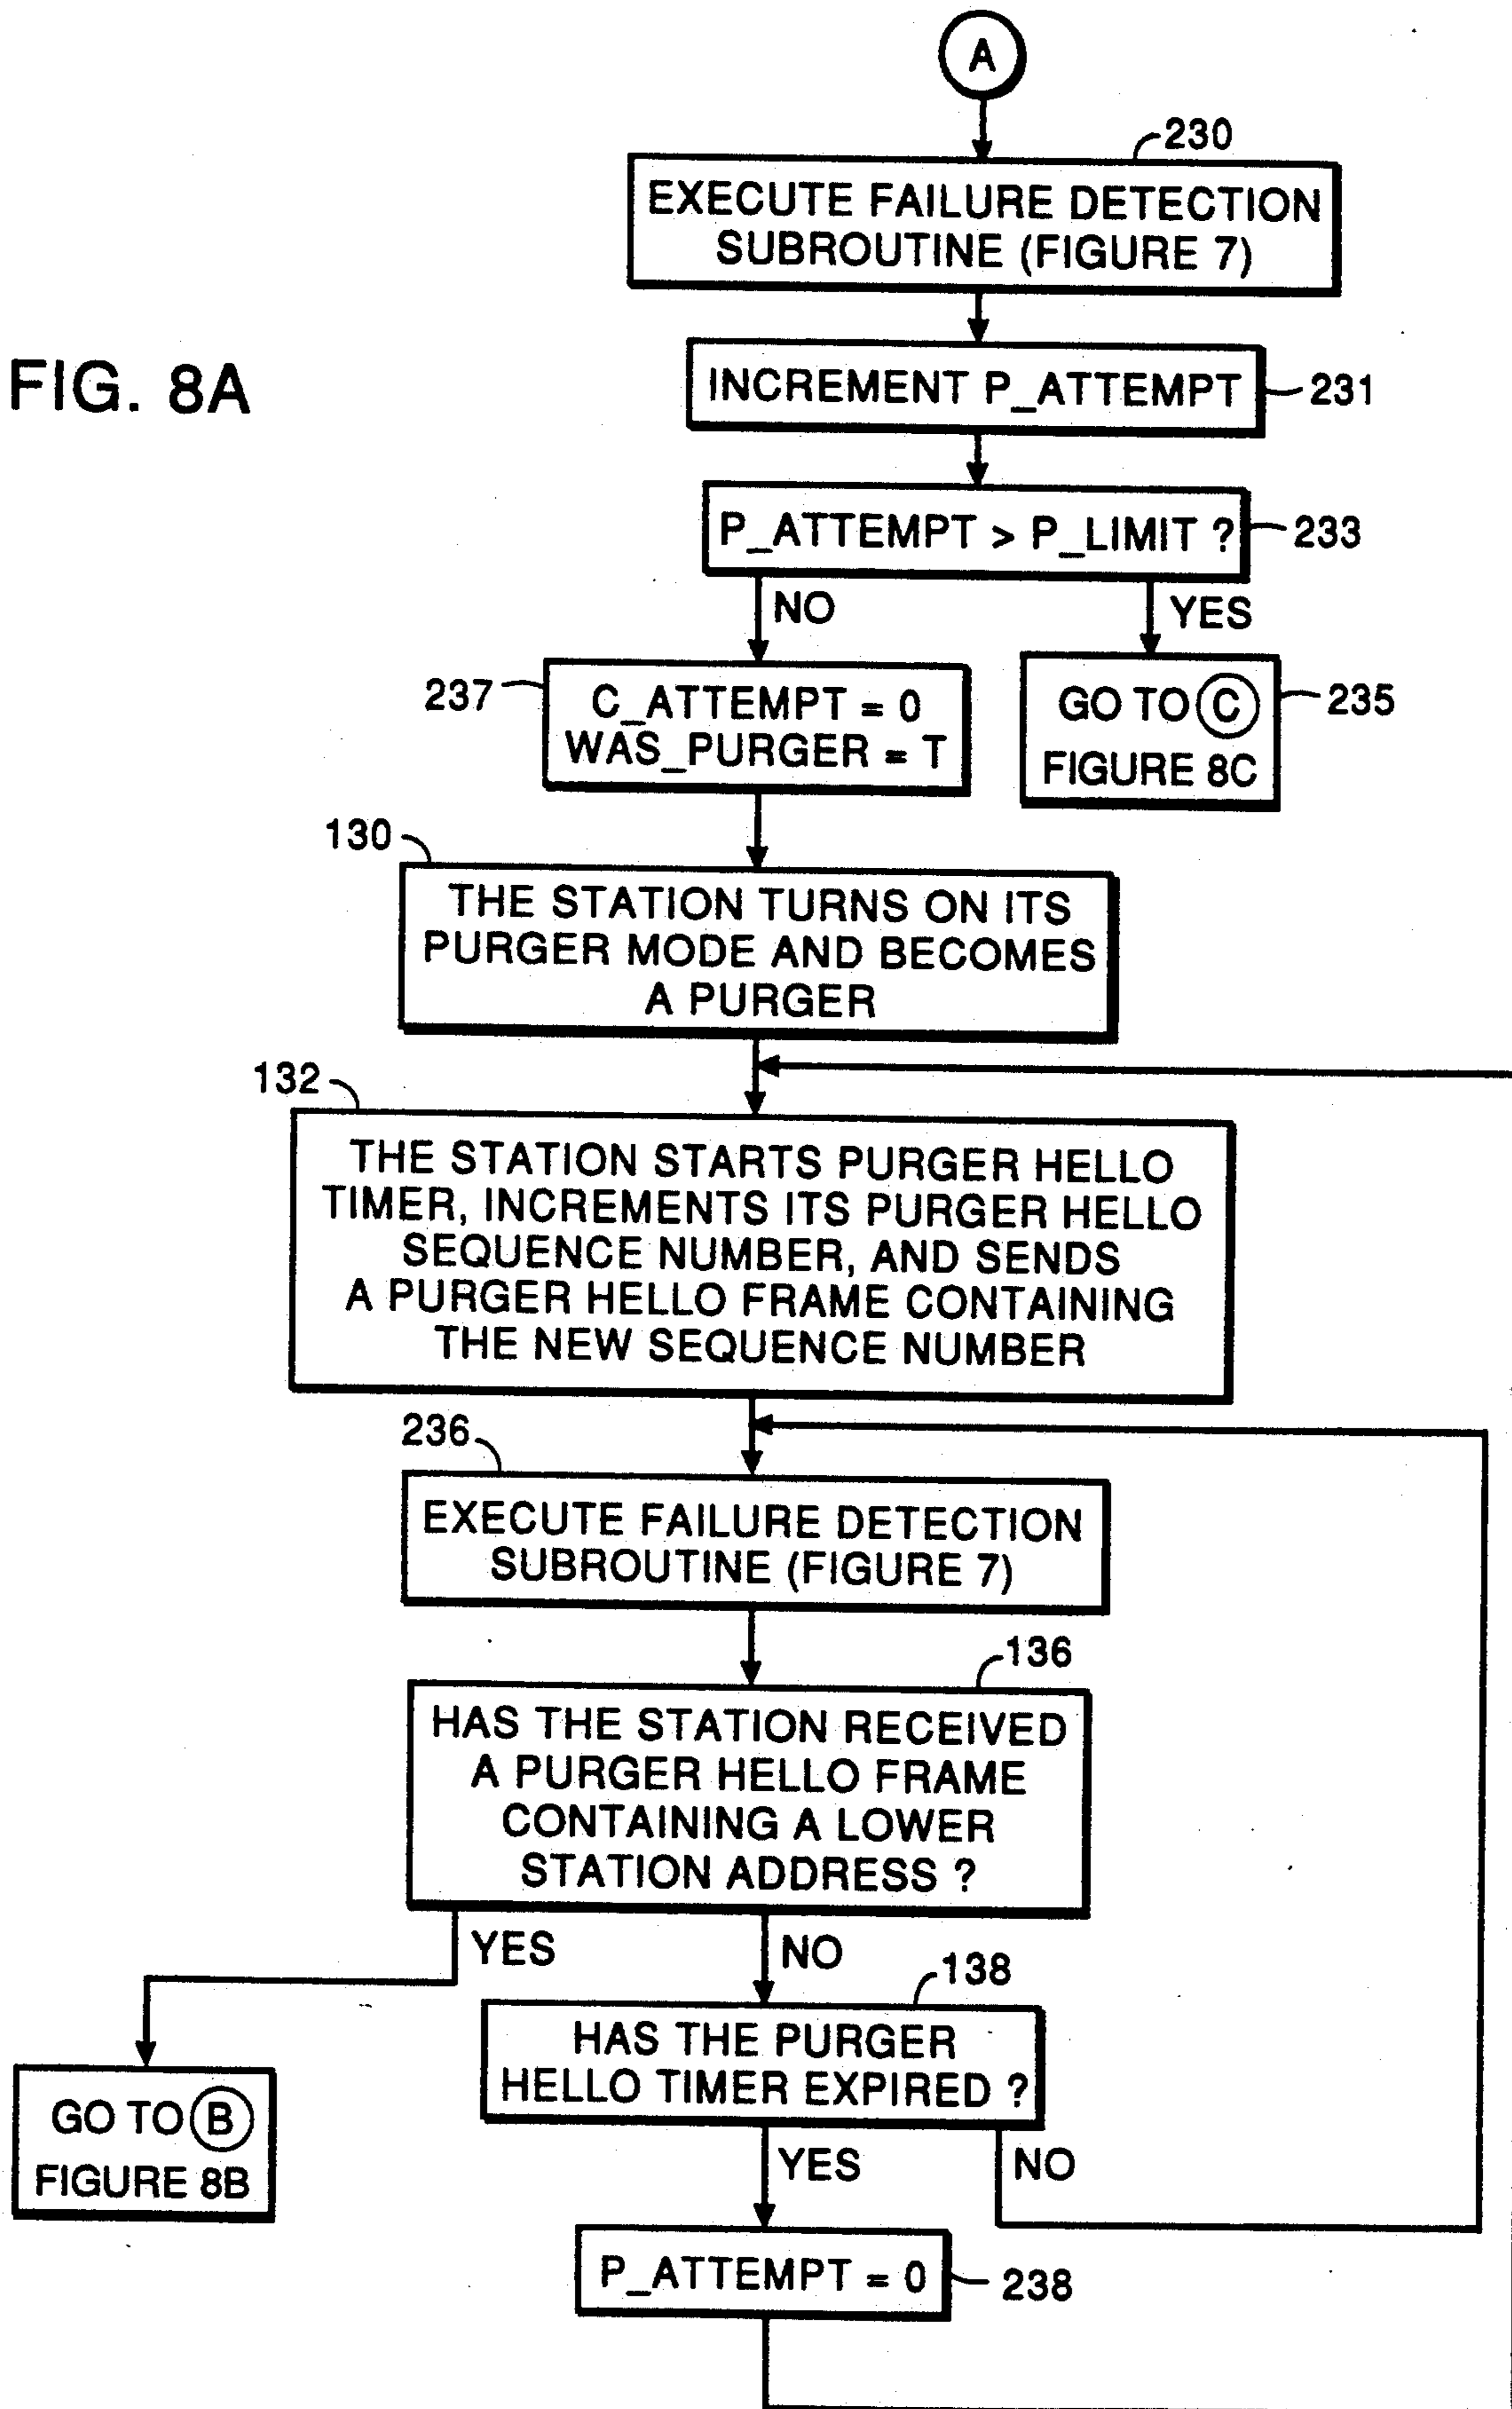 A
230
EXECUTE FAILURE DETECTION
SUBROUTINE (FIGURE 7)
FIG. 8A
INCREMENT P_ATTEMPT
231
P_ATTEMPT > P_LIMIT ?
233
NO
YES
237
C_ATTEMPT = 0
WAS_PURGER = T
GO TO C
FIGURE 8C
235
130
THE STATION TURNS ON ITS
PURGER MODE AND BECOMES
A PURGER
132
THE STATION STARTS PURGER HELLO
TIMER, INCREMENTS ITS PURGER HELLO
SEQUENCE NUMBER, AND SENDS
A PURGER HELLO FRAME CONTAINING
THE NEW SEQUENCE NUMBER
236
EXECUTE FAILURE DETECTION
SUBROUTINE (FIGURE 7)
136
HAS THE STATION RECEIVED
A PURGER HELLO FRAME
CONTAINING A LOWER
STATION ADDRESS ?
YES
NO
138
HAS THE PURGER
HELLO TIMER EXPIRED ?
GO TO B
FIGURE 8B
YES
NO
P_ATTEMPT = 0
238